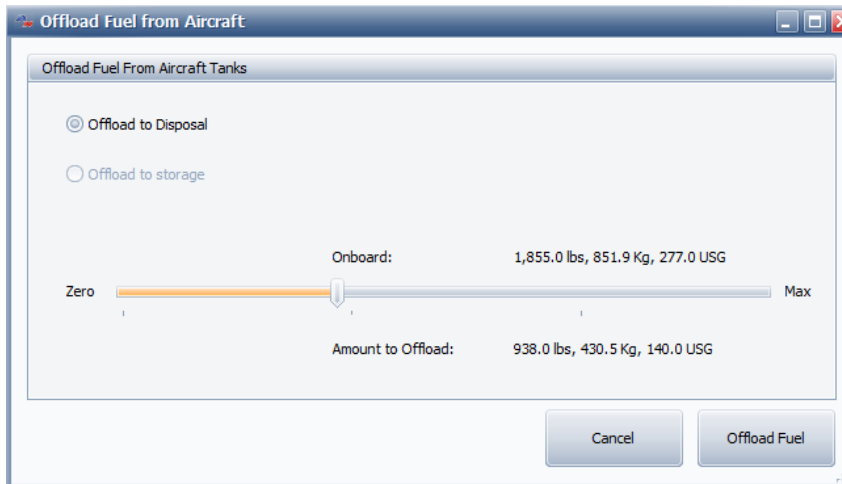 Offload Fuel from Aircraft
Offload Fuel From Aircraft Tanks
Offload to Disposal
Offload to storage
Onboard: 1,855.0 lbs, 851.9 Kg, 277.0 USG
Zero Max
Amount to Offload: 938.0 lbs, 430.5 Kg, 140.0 USG
Cancel Offload Fuel